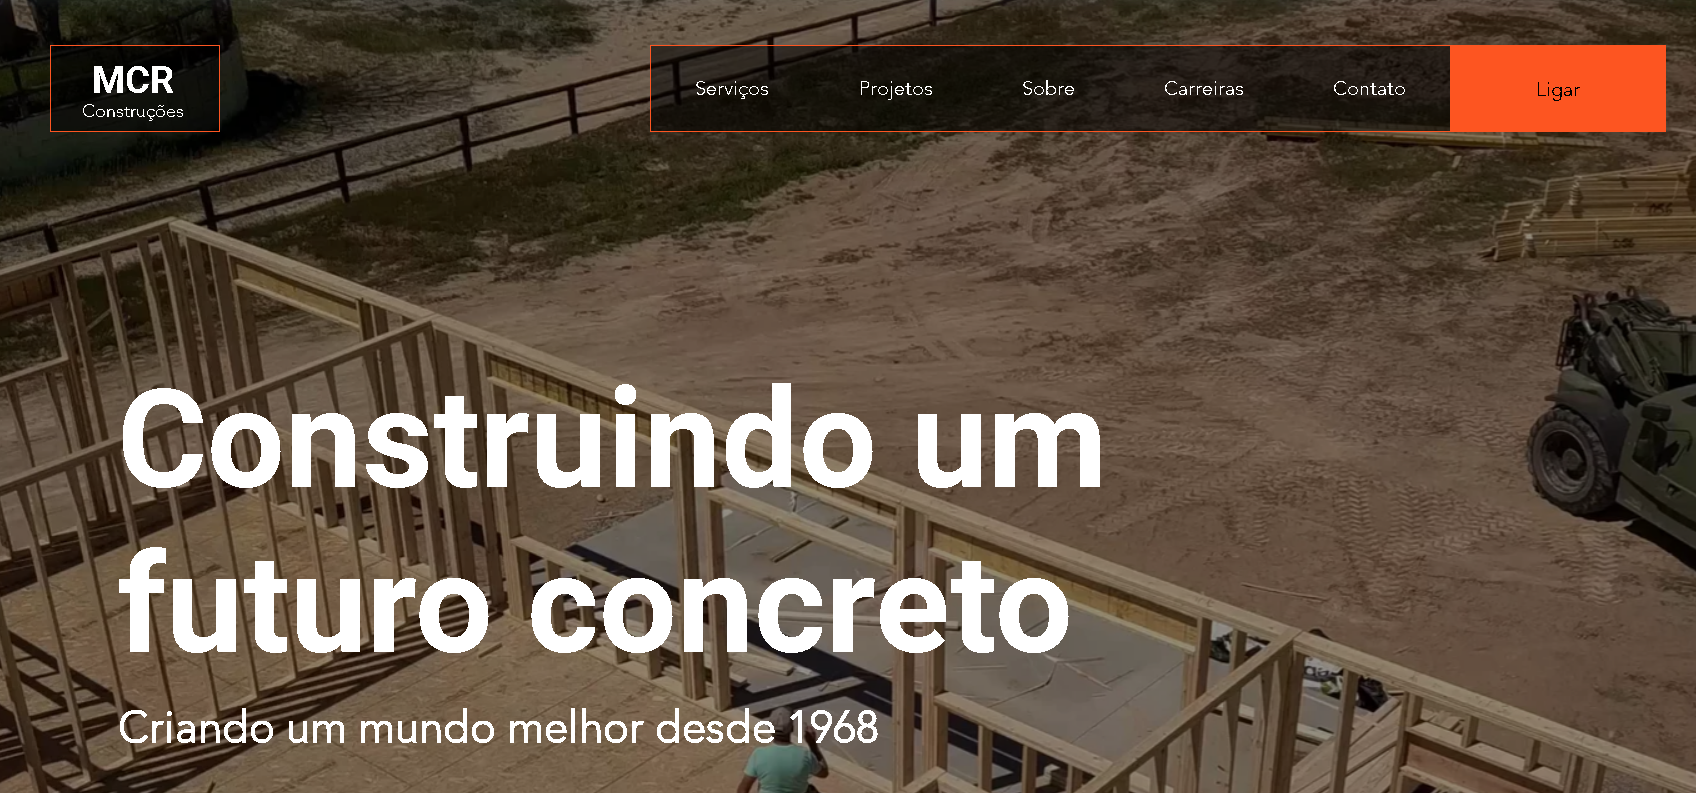 MCR
Construções
Serviços
Projetos
Sobre
Carreiras
Contato
Ligar
Construindo um
futuro concreto
Criando um mundo melhor desde 1968